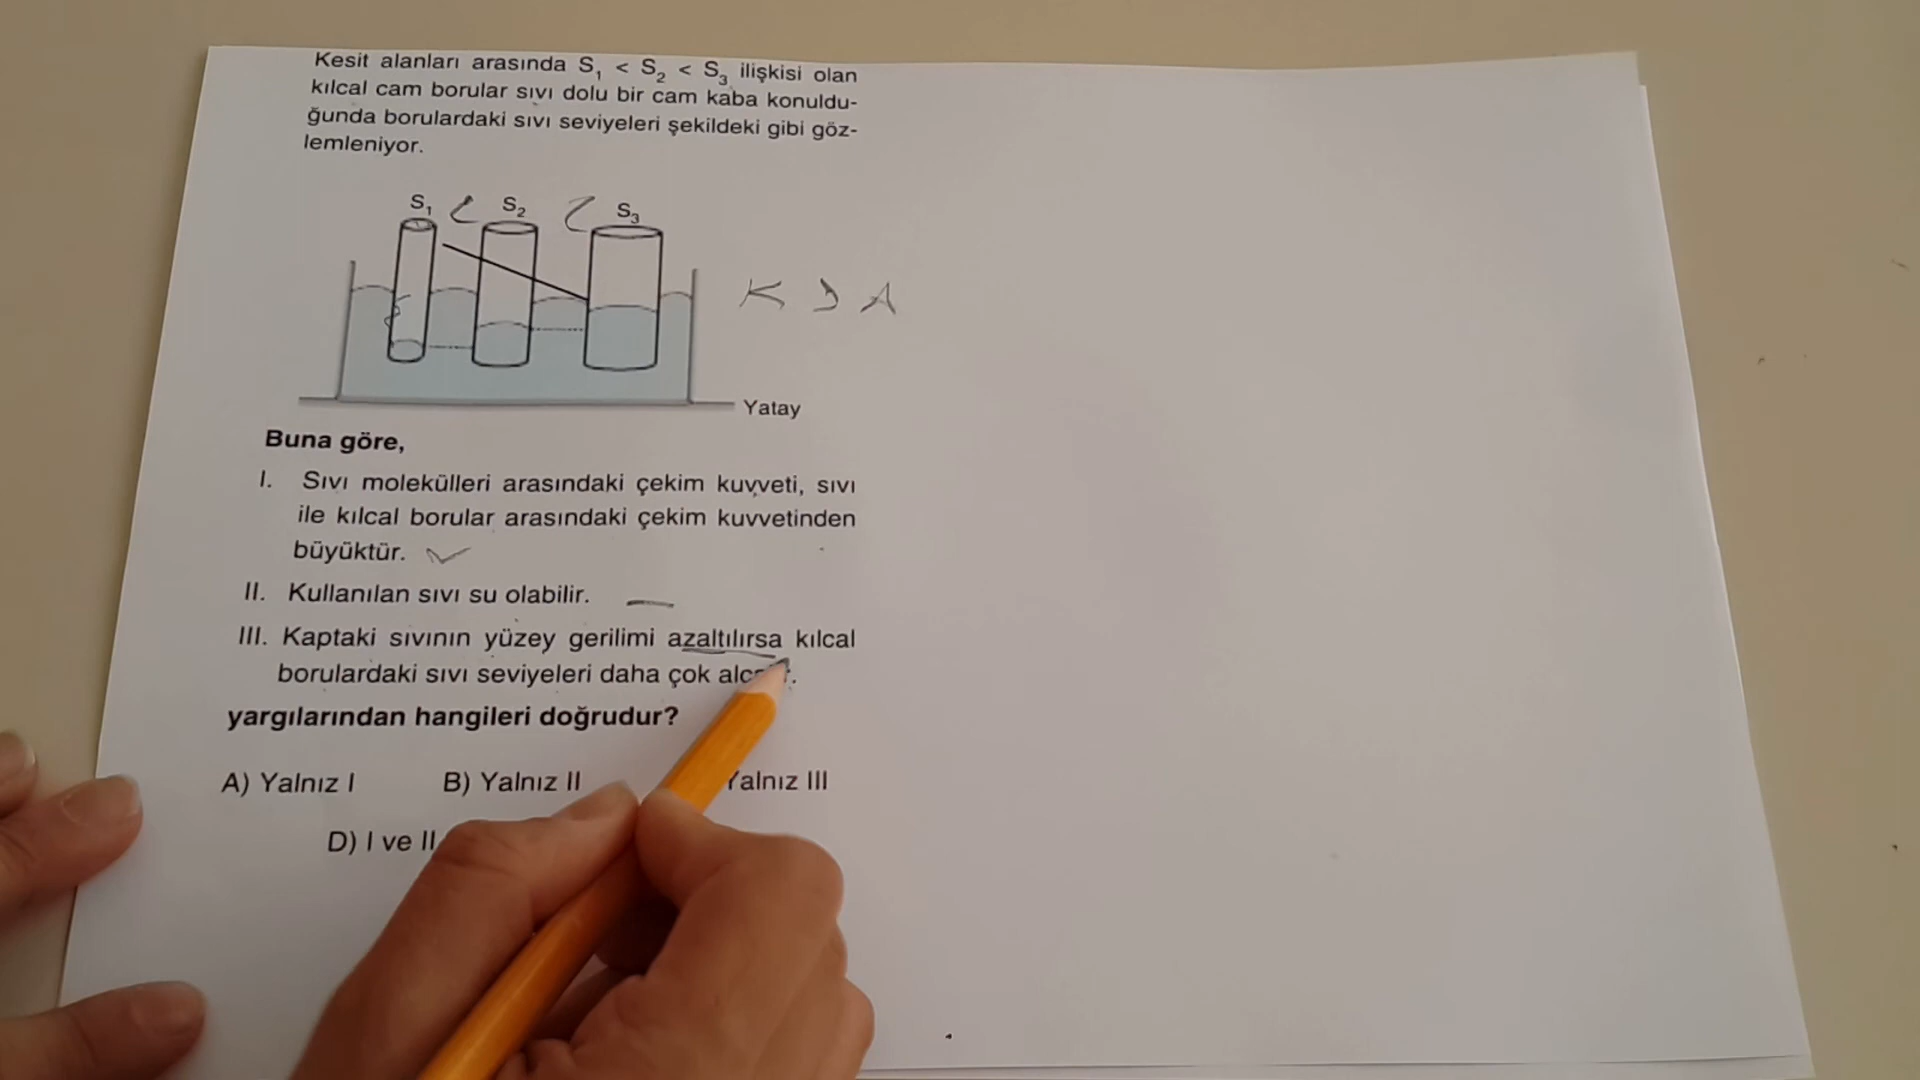 Kesit alanları arasında S₁ < S₂ < S₃ ilişkisi olan
kılcal cam borular sıvı dolu bir cam kaba konuldu-
ğunda borulardaki sıvı seviyeleri şekildeki gibi göz-
lemleniyor.
S₁ S₂ S₃
K D A
Yatay
Buna göre,
I. Sıvı molekülleri arasındaki çekim kuvveti, sıvı
ile kılcal borular arasındaki çekim kuvvetinden
büyüktür.
II. Kullanılan sıvı su olabilir.
III. Kaptaki sıvının yüzey gerilimi azaltılırsa kılcal
borulardaki sıvı seviyeleri daha çok
yargılarından hangileri doğrudur?
A) Yalnız I B) Yalnız II Yalnız III
D) I ve II